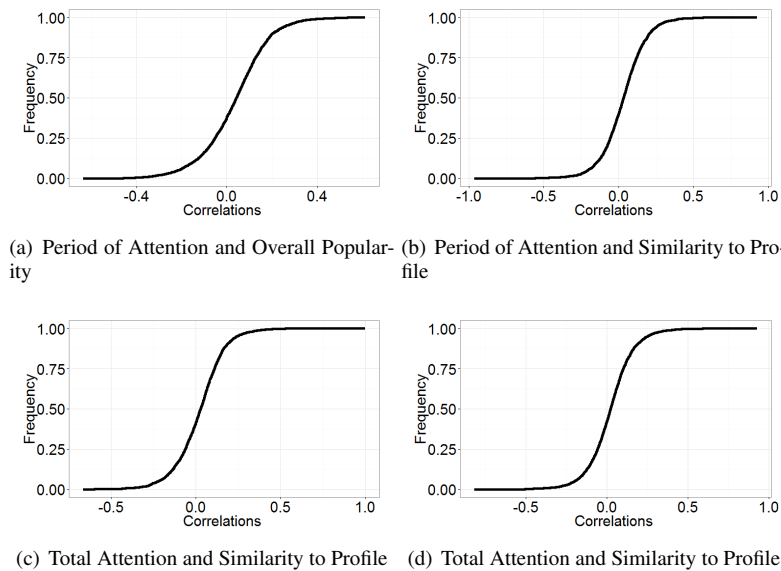 1.00
0.75
0.50
0.25
0.00
Frequency
-0.4 0.0 0.4
Correlations
(a) Period of Attention and Overall Popular-
ity
1.00
0.75
0.50
0.25
0.00
Frequency
-1.0 -0.5 0.0 0.5 1.0
Correlations
(b) Period of Attention and Similarity to Pro-
file
1.00
0.75
0.50
0.25
0.00
Frequency
-0.5 0.0 0.5 1.0
Correlations
(c) Total Attention and Similarity to Profile
1.00
0.75
0.50
0.25
0.00
Frequency
-0.5 0.0 0.5 1.0
Correlations
(d) Total Attention and Similarity to Profile